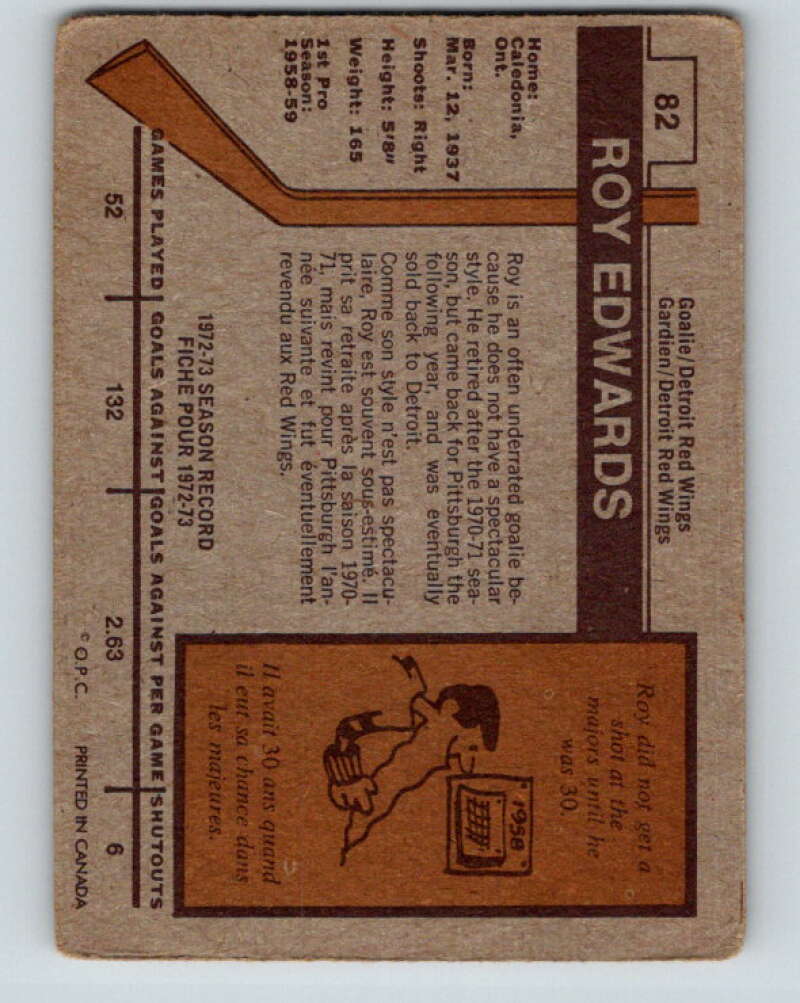 82
Goalie/Detroit Red Wings
Gardien/Detroit Red Wings
ROY EDWARDS
Home:
Caledonia,
Ont.
Born:
Mar. 12, 1937
Shoots: Right
Height: 5'8"
Weight: 165
1st Pro
Season:
1958-59
Roy is an often underrated goalie be-
cause he does not have a spectacular
style. He retired after the 1970-71 sea-
son, but came back for Pittsburgh the
following year, and was eventually
sold back to Detroit.
Comme son style n'est pas spectacu-
laire, Roy est souvent sous-estimé. Il
prit sa retraite après la saison 1970-
71, mais revint pour Pittsburgh l'an-
née suivante et fut éventuellement
revendu aux Red Wings.
Roy did not get a
shot at the
majors until he
was 30.
1958
Il avait 30 ans quand
il eut sa chance dans
les majeures.
1972-73 SEASON RECORD
FICHE POUR 1972-73
GAMES PLAYED GOALS AGAINST GOALS AGAINST PER GAME SHUTOUTS
52 132 2.63 6
© O.P.C. PRINTED IN CANADA